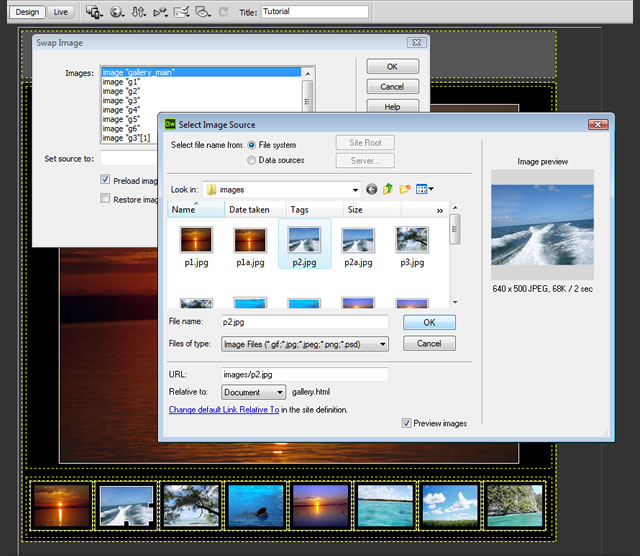 Design Live Title: Tutorial
Swap Image
Images: image "gallery_main"
image "g1"
image "g2"
image "g3"
image "g4"
image "g5"
image "g6"
image "g3"[1]
OK
Cancel
Help
Set source to:
Preload imag
Restore imag
Dw Select Image Source
Select file name from: File system Site Root
Data sources Server...
Look in: images
Name Date taken Tags Size »
p1.jpg p1a.jpg p2.jpg p2a.jpg p3.jpg
File name: p2.jpg OK
Files of type: Image Files (*.gif;*.jpg;*.jpeg;*.png;*.psd) Cancel
URL: images/p2.jpg
Relative to: Document gallery.html
Change default Link Relative To in the site definition.
Preview images
Image preview
640 x 500 JPEG, 68K / 2 sec